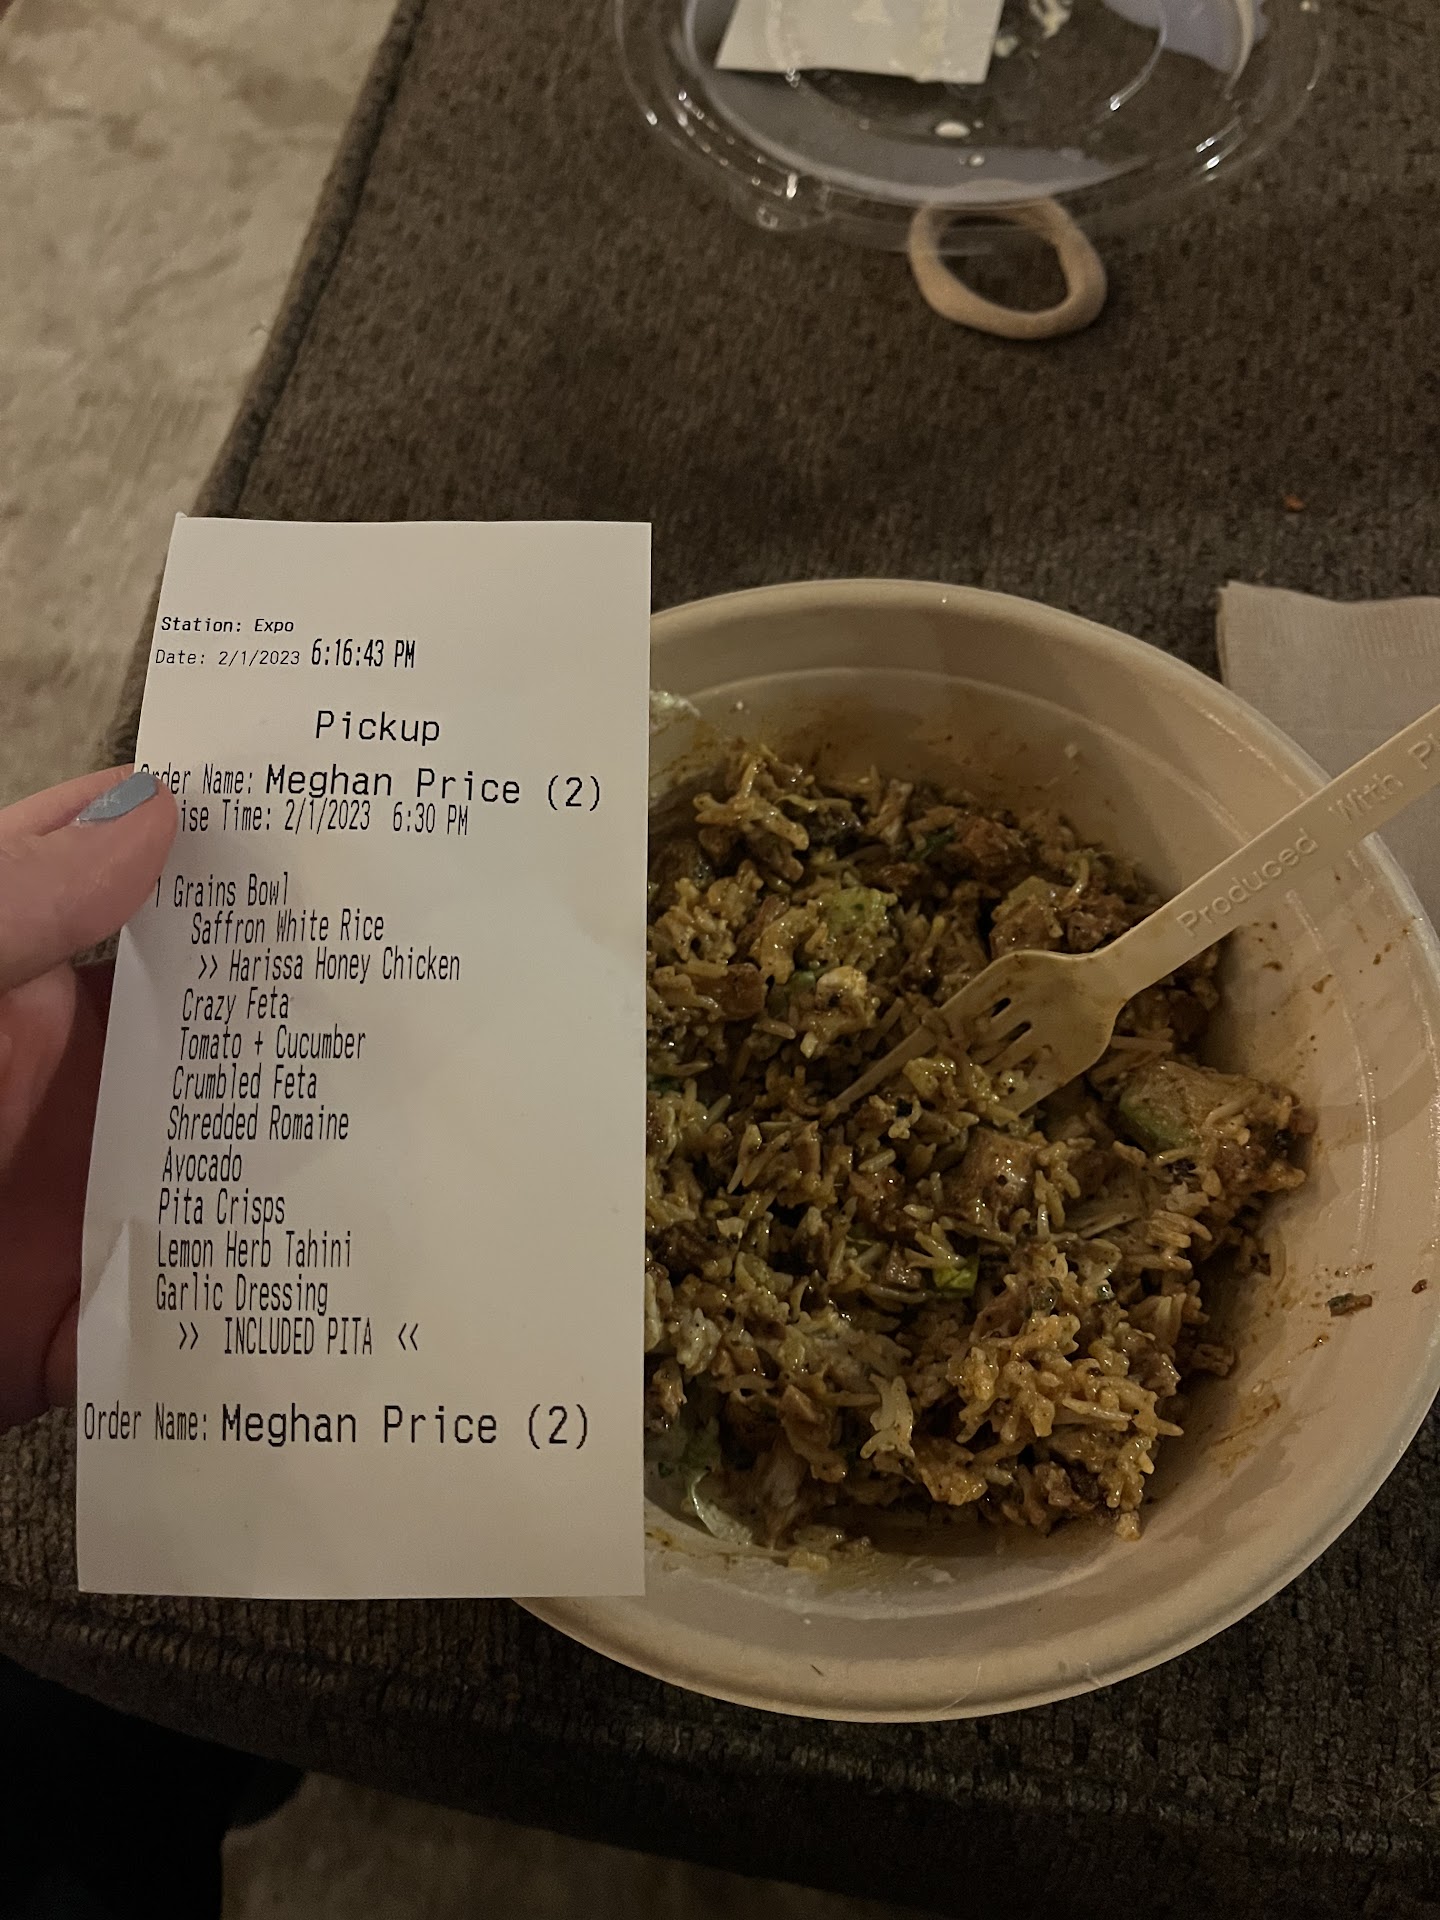 Station: Expo
Date: 2/1/2023 6:16:43 PM
Pickup
Order Name: Meghan Price (2)
ise Time: 2/1/2023 6:30 PM
1 Grains Bowl
Saffron White Rice
>> Harissa Honey Chicken
Crazy Feta
Tomato + Cucumber
Crumbled Feta
Shredded Romaine
Avocado
Pita Crisps
Lemon Herb Tahini
Garlic Dressing
>> INCLUDED PITA <<
Order Name: Meghan Price (2)
Produced With